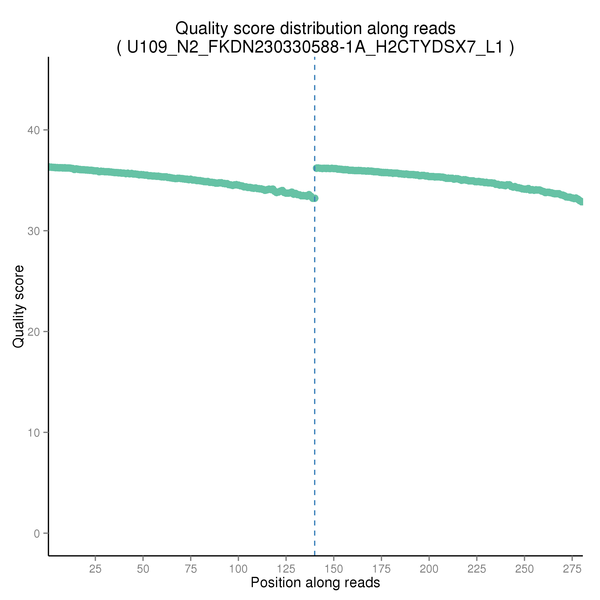 Quality score distribution along reads
( U109_N2_FKDN230330588-1A_H2CTYDSX7_L1 )
Quality score
40
30
20
10
0
25 50 75 100 125 150 175 200 225 250 275
Position along reads